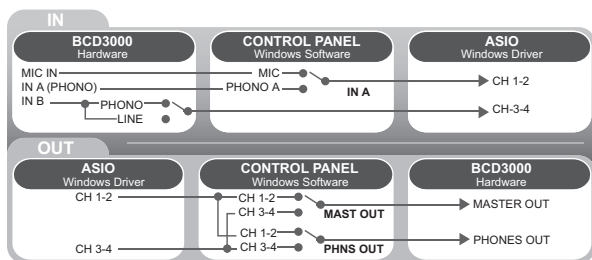 IN
BCD3000
Hardware
CONTROL PANEL
Windows Software
ASIO
Windows Driver
MIC IN
MIC
IN A (PHONO)
PHONO A
IN A
CH 1-2
IN B
PHONO
LINE
CH-3-4
OUT
ASIO
Windows Driver
CONTROL PANEL
Windows Software
BCD3000
Hardware
CH 1-2
CH 1-2
CH 3-4
MAST OUT
MASTER OUT
CH 1-2
CH 3-4
CH 3-4
PHNS OUT
PHONES OUT